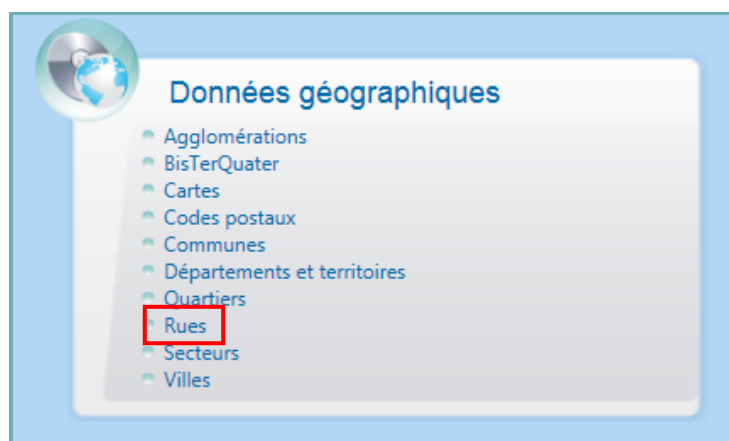 Données géographiques
Agglomérations
BisTerQuater
Cartes
Codes postaux
Communes
Départements et territoires
Quartiers
Rues
Secteurs
Villes